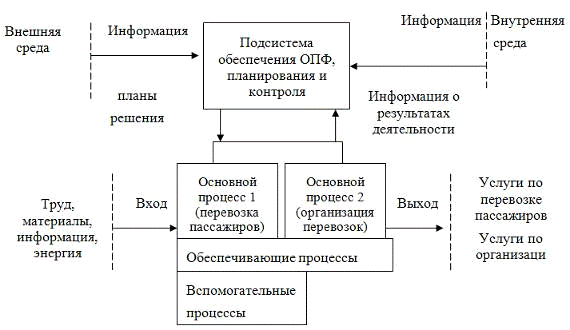 Внешняя
среда
Информация
Подсистема
обеспечения ОПФ,
планирования и
контроля
Информация
Внутренняя
среда
планы
решения
Информация о
результатах
деятельности
Труд,
материалы,
информация,
энергия
Вход
Основной
процесс 1
(перевозка
пассажиров)
Основной
процесс 2
(организация
перевозок)
Выход
Услуги по
перевозке
пассажиров
Услуги по
организаци
Обеспечивающие процессы
Вспомогательные
процессы